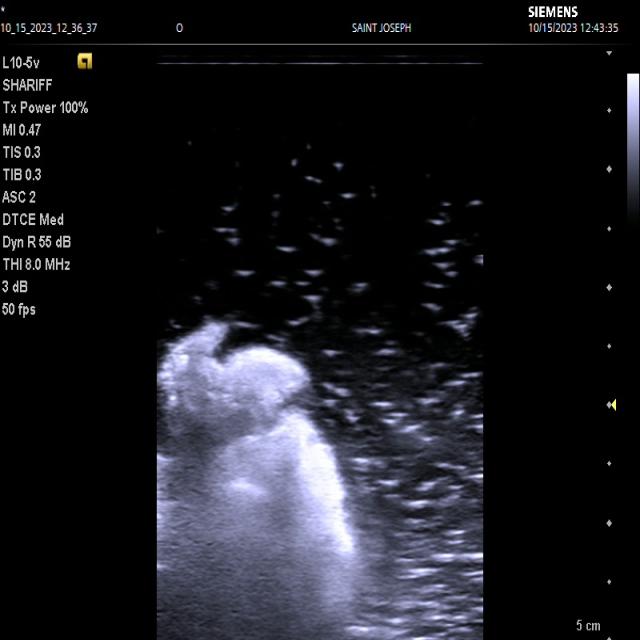 *
SIEMENS
10_15_2023_12_36_37 O SAINT JOSEPH 10/15/2023 12:43:35
L10-5v
SHARIFF
Tx Power 100%
MI 0.47
TIS 0.3
TIB 0.3
ASC 2
DTCE Med
Dyn R 55 dB
THI 8.0 MHz
3 dB
50 fps
5 cm